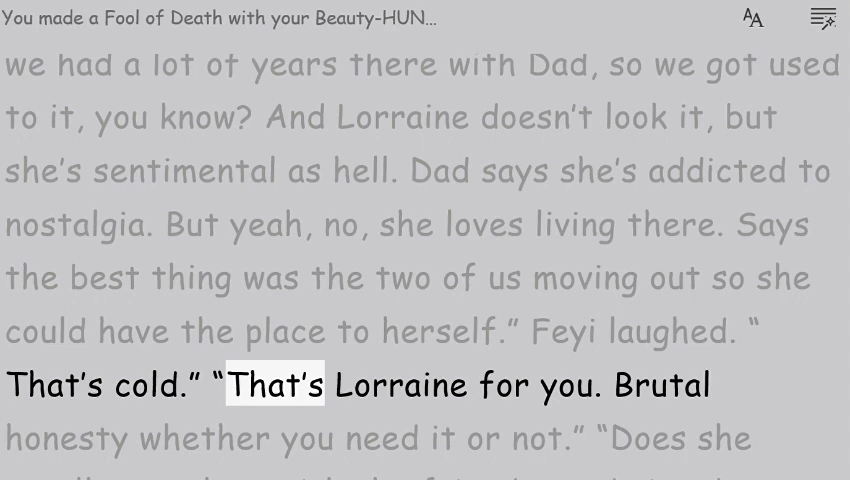 You made a Fool of Death with your Beauty-HUN...
we had a lot of years there with Dad, so we got used
to it, you know? And Lorraine doesn’t look it, but
she’s sentimental as hell. Dad says she’s addicted to
nostalgia. But yeah, no, she loves living there. Says
the best thing was the two of us moving out so she
could have the place to herself.” Feyi laughed. “
That’s cold.” “That’s Lorraine for you. Brutal
honesty whether you need it or not.” “Does she